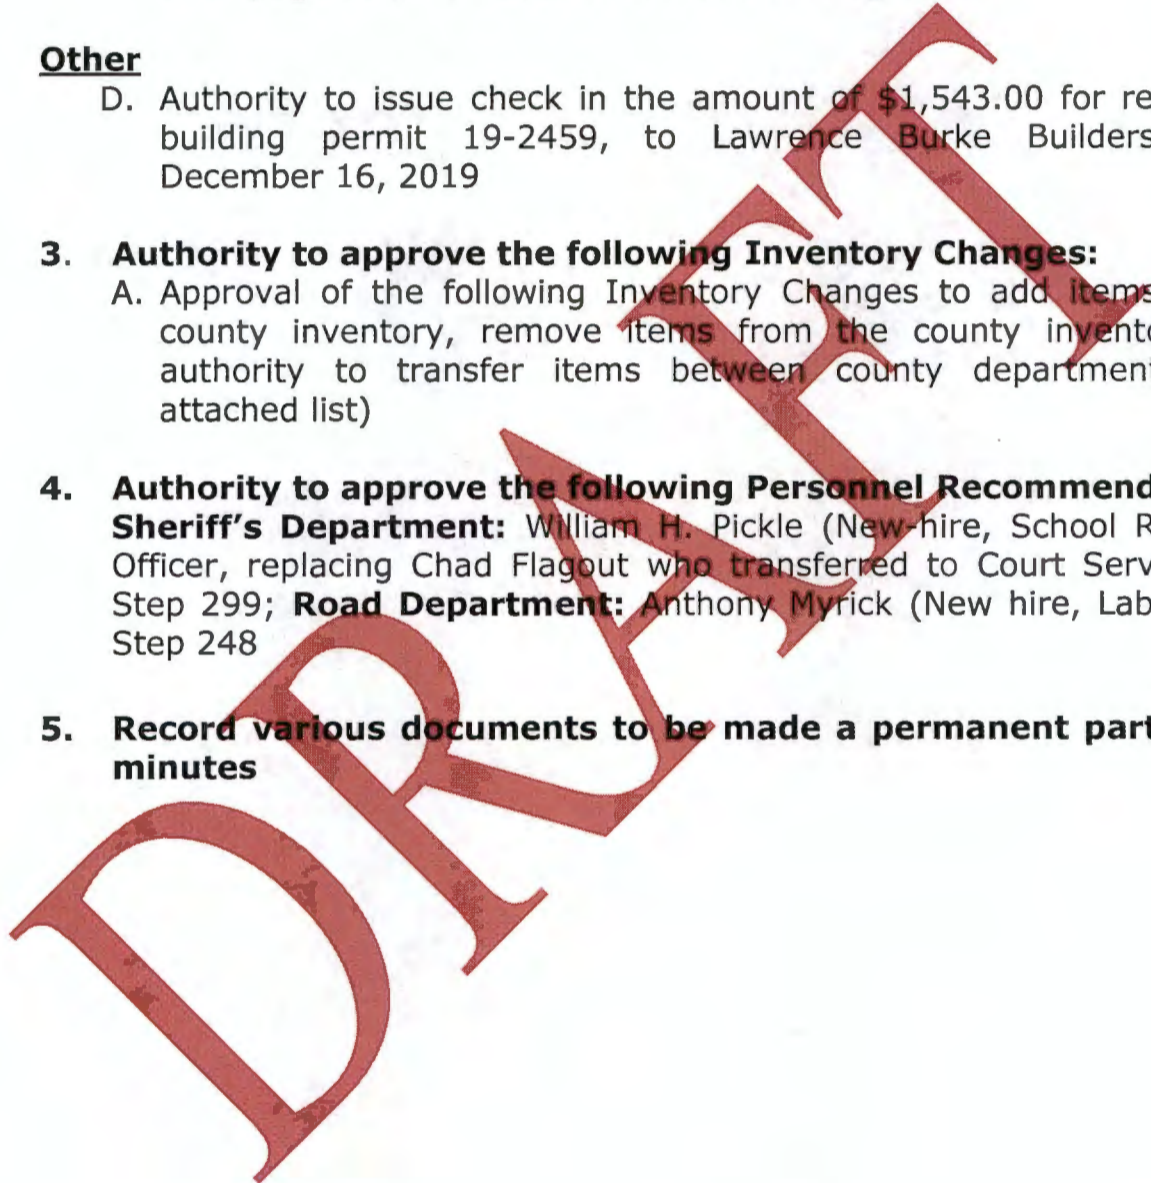 Other
D. Authority to issue check in the amount of $1,543.00 for re
building permit 19-2459, to Lawrence Burke Builders
December 16, 2019
3. Authority to approve the following Inventory Changes:
A. Approval of the following Inventory Changes to add items
county inventory, remove items from the county invento
authority to transfer items between county department
attached list)
4. Authority to approve the following Personnel Recommend
Sheriff's Department: William H. Pickle (New-hire, School R
Officer, replacing Chad Flagout who transferred to Court Serv
Step 299; Road Department: Anthony Myrick (New hire, Lab
Step 248
5. Record various documents to be made a permanent part
minutes
DRAFT